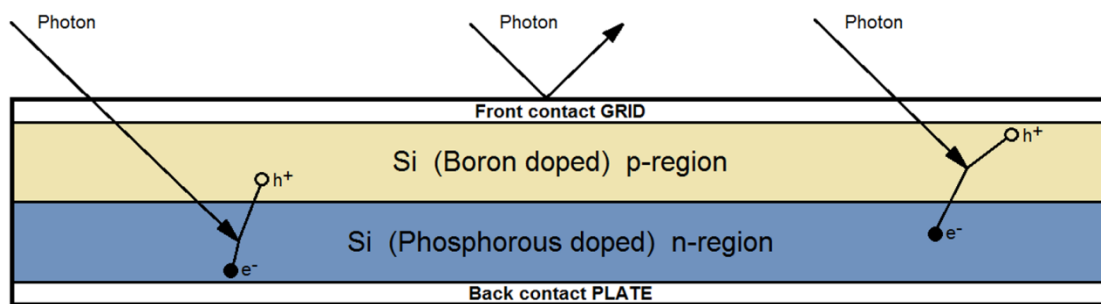 Photon
Photon
Photon
Front contact GRID
h+
Si (Boron doped) p-region
h+
Si (Phosphorous doped) n-region
e-
e-
Back contact PLATE